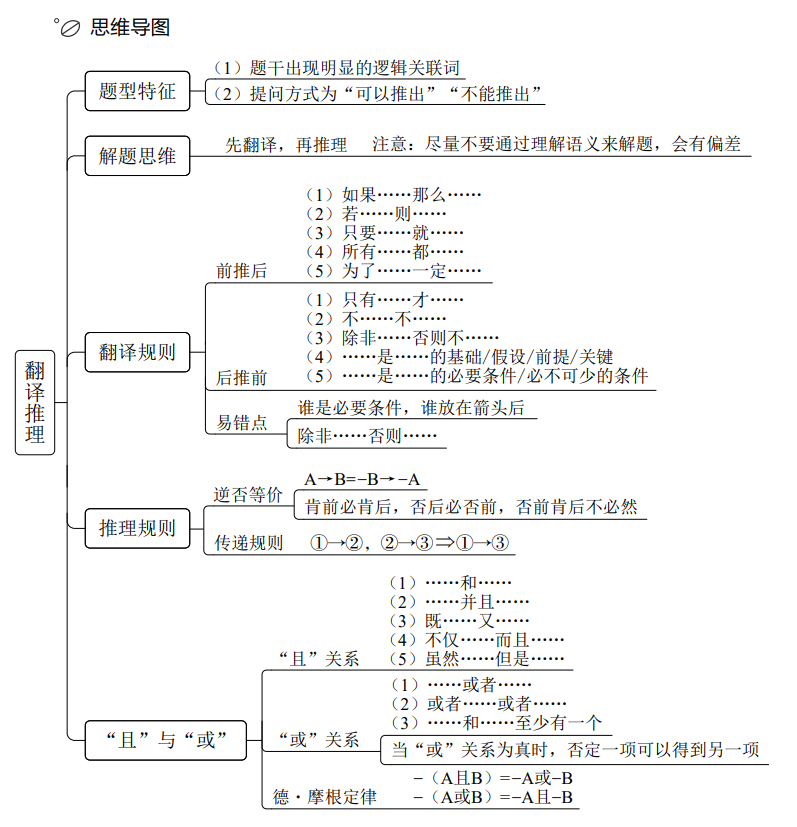 思维导图
翻译推理
题型特征
（1）题干出现明显的逻辑关联词
（2）提问方式为“可以推出”“不能推出”
解题思维
先翻译，再推理 注意：尽量不要通过理解语义来解题，会有偏差
翻译规则
前推后
（1）如果……那么……
（2）若……则……
（3）只要……就……
（4）所有……都……
（5）为了……一定……
后推前
（1）只有……才……
（2）不……不……
（3）除非……否则不……
（4）……是……的基础/假设/前提/关键
（5）……是……的必要条件/必不可少的条件
易错点
谁是必要条件，谁放在箭头后
除非……否则……
推理规则
逆否等价
A→B=−B→−A
肯前必肯后，否后必否前，否前肯后不必然
传递规则
①→②，②→③⇒①→③
“且”与“或”
“且”关系
（1）……和……
（2）……并且……
（3）既……又……
（4）不仅……而且……
（5）虽然……但是……
“或”关系
（1）……或者……
（2）或者……或者……
（3）……和……至少有一个
当“或”关系为真时，否定一项可以得到另一项
德·摩根定律
−（A且B）=−A或−B
−（A或B）=−A且−B